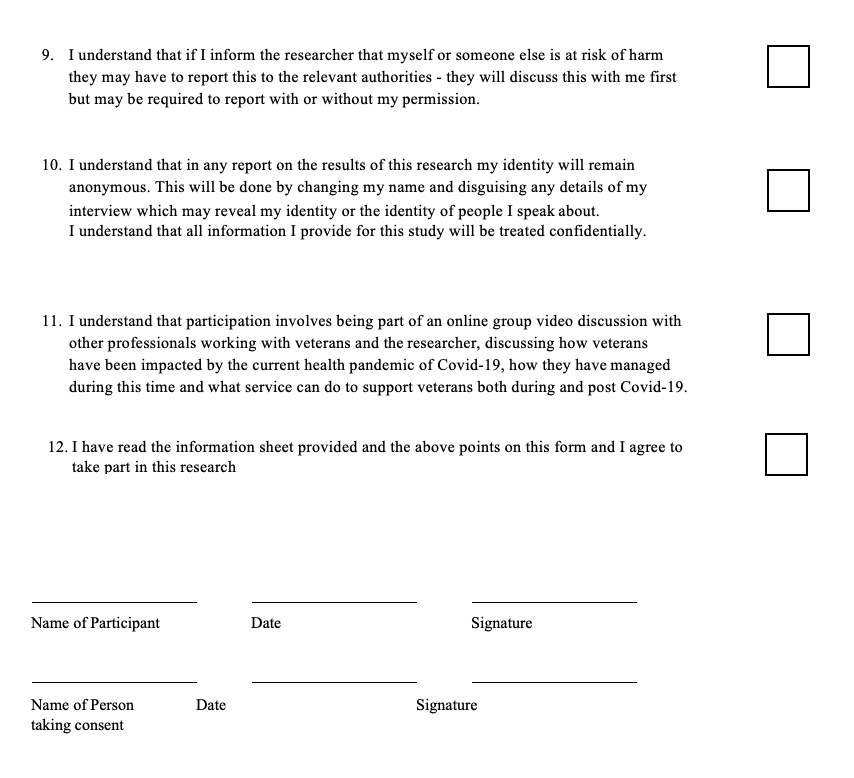 9. I understand that if I inform the researcher that myself or someone else is at risk of harm
they may have to report this to the relevant authorities - they will discuss this with me first
but may be required to report with or without my permission.
10. I understand that in any report on the results of this research my identity will remain
anonymous. This will be done by changing my name and disguising any details of my
interview which may reveal my identity or the identity of people I speak about.
I understand that all information I provide for this study will be treated confidentially.
11. I understand that participation involves being part of an online group video discussion with
other professionals working with veterans and the researcher, discussing how veterans
have been impacted by the current health pandemic of Covid-19, how they have managed
during this time and what service can do to support veterans both during and post Covid-19.
12. I have read the information sheet provided and the above points on this form and I agree to
take part in this research
Name of Participant Date Signature
Name of Person Date Signature
taking consent